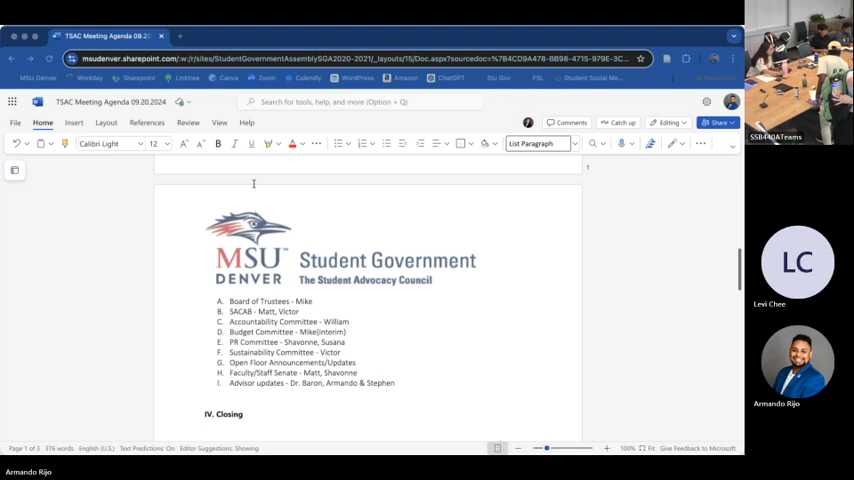 TSAC Meeting Agenda 09.20
msudenver.sharepoint.com/:w:/r/sites/StudentGovernmentAssemblySGA2020-2021/_layouts/15/Doc.aspx?sourcedoc=%7B4CD9A478-BB98-4715-979E-3C...
MSU Denver Workday Sharepoint Linktree Canva Zoom Calendly WordPress Amazon ChatGPT Stu Gov FSL Student Social Me...
TSAC Meeting Agenda 09.20.2024
Search for tools, help, and more (Option + Q)
File Home Insert Layout References Review View Help
Comments Catch up Editing Share
Calibri Light 12 List Paragraph
1
MSU DENVER
Student Government
The Student Advocacy Council
A. Board of Trustees - Mike
B. SACAB - Matt, Victor
C. Accountability Committee - William
D. Budget Committee - Mike(interim)
E. PR Committee - Shavonne, Susana
F. Sustainability Committee - Victor
G. Open Floor Announcements/Updates
H. Faculty/Staff Senate - Matt, Shavonne
I. Advisor updates - Dr. Baron, Armando & Stephen
IV. Closing
Page 1 of 3 376 words English (U.S.) Text Predictions: On Editor Suggestions: Showing
100% Fit Give Feedback to Microsoft
SSB440ATeams
LC
Levi Chee
Armando Rijo
Armando Rijo